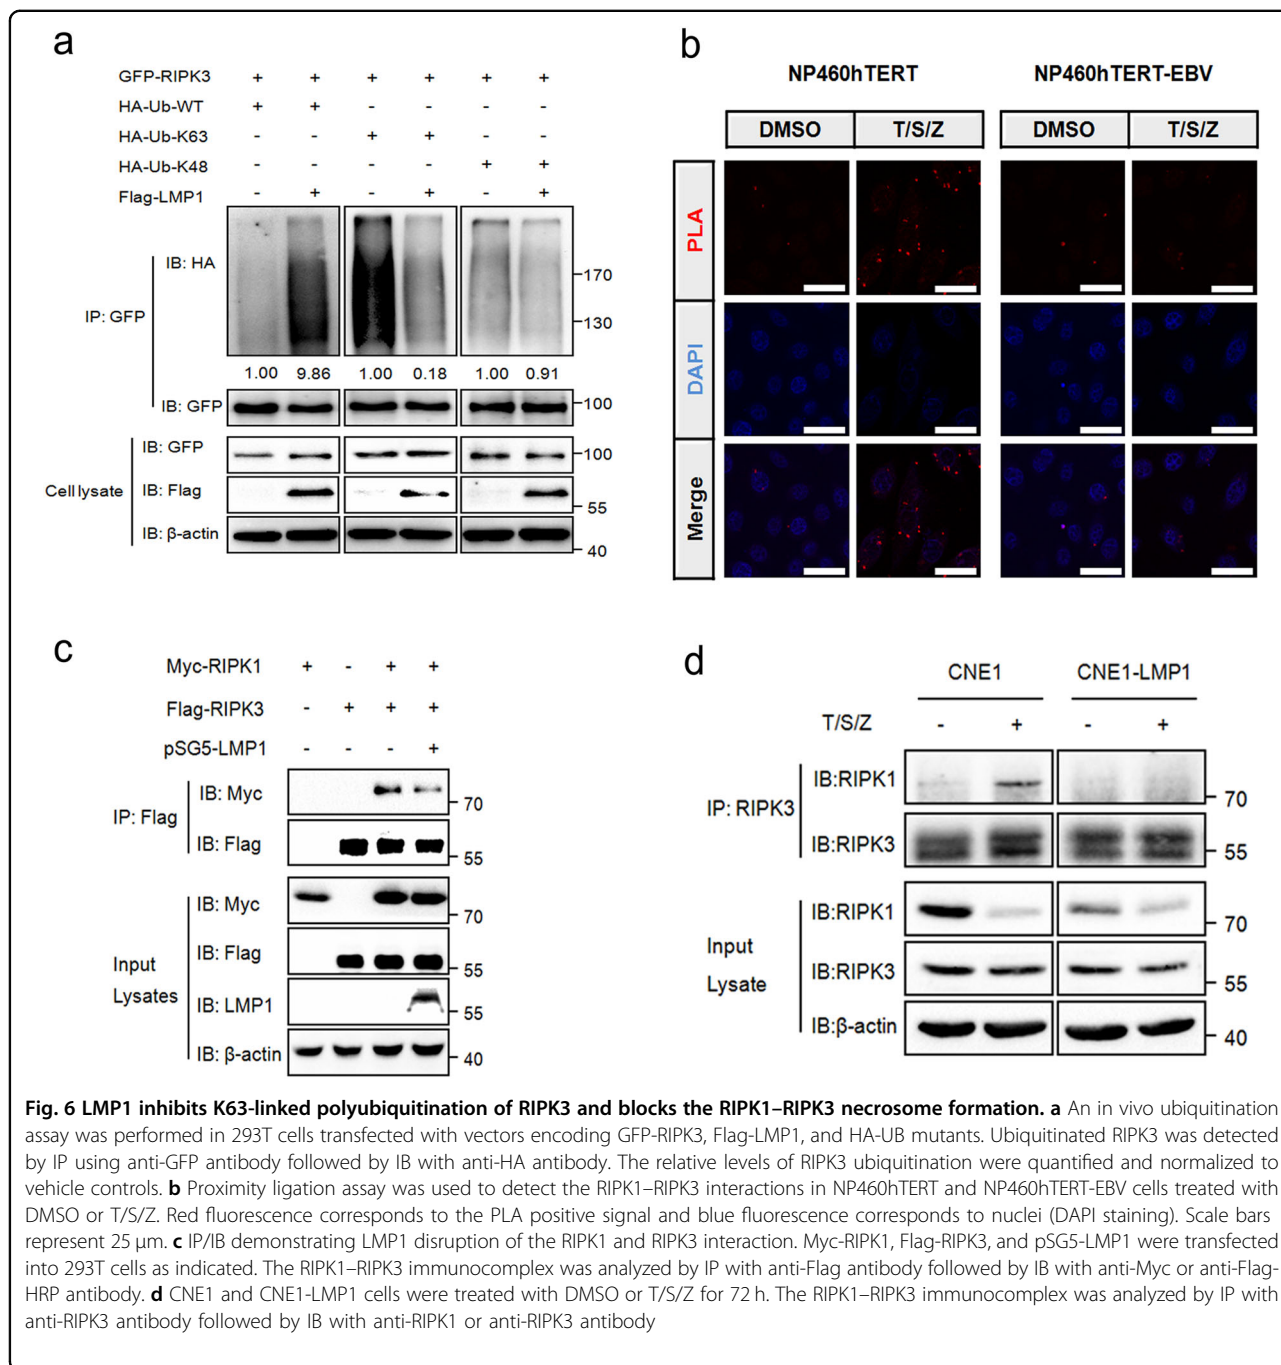 a
GFP-RIPK3 + + + + + +
HA-Ub-WT + + - - - -
HA-Ub-K63 - - + + - -
HA-Ub-K48 - - - - + +
Flag-LMP1 - + - + - +
IP: GFP
IB: HA
170
130
1.00 9.86 1.00 0.18 1.00 0.91
IB: GFP
100
Cell lysate
IB: GFP
100
IB: Flag
55
IB: β-actin
40
b
NP460hTERT NP460hTERT-EBV
DMSO T/S/Z DMSO T/S/Z
PLA
DAPI
Merge
c
Myc-RIPK1 + - + +
Flag-RIPK3 - + + +
pSG5-LMP1 - - - +
IP: Flag
IB: Myc
70
IB: Flag
55
Input
Lysates
IB: Myc
70
IB: Flag
55
IB: LMP1
55
IB: β-actin
40
d
CNE1 CNE1-LMP1
T/S/Z - + - +
IP: RIPK3
IB:RIPK1
70
IB:RIPK3
55
Input
Lysate
IB:RIPK1
70
IB:RIPK3
55
IB:β-actin
40
Fig. 6 LMP1 inhibits K63-linked polyubiquitination of RIPK3 and blocks the RIPK1–RIPK3 necrosome formation. a An in vivo ubiquitination
assay was performed in 293T cells transfected with vectors encoding GFP-RIPK3, Flag-LMP1, and HA-UB mutants. Ubiquitinated RIPK3 was detected
by IP using anti-GFP antibody followed by IB with anti-HA antibody. The relative levels of RIPK3 ubiquitination were quantified and normalized to
vehicle controls. b Proximity ligation assay was used to detect the RIPK1–RIPK3 interactions in NP460hTERT and NP460hTERT-EBV cells treated with
DMSO or T/S/Z. Red fluorescence corresponds to the PLA positive signal and blue fluorescence corresponds to nuclei (DAPI staining). Scale bars
represent 25 µm. c IP/IB demonstrating LMP1 disruption of the RIPK1 and RIPK3 interaction. Myc-RIPK1, Flag-RIPK3, and pSG5-LMP1 were transfected
into 293T cells as indicated. The RIPK1–RIPK3 immunocomplex was analyzed by IP with anti-Flag antibody followed by IB with anti-Myc or anti-Flag-
HRP antibody. d CNE1 and CNE1-LMP1 cells were treated with DMSO or T/S/Z for 72 h. The RIPK1–RIPK3 immunocomplex was analyzed by IP with
anti-RIPK3 antibody followed by IB with anti-RIPK1 or anti-RIPK3 antibody